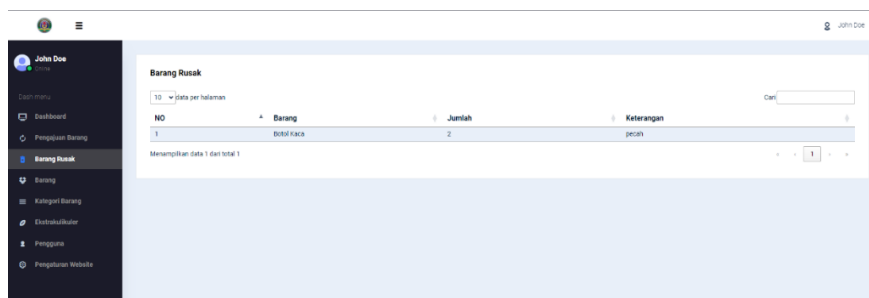 John Doe
John Doe
Online
Dashboard
Pengajuan Barang
Barang Rusak
Barang
Kategori Barang
Ekstrakulikuler
Pengguna
Pengaturan Website
Barang Rusak
10 data per halaman
Cari
NO Barang Jumlah Keterangan
1 Botol Kaca 2 pecah
Menampilkan data 1 dari total 1
« ‹ 1 › »